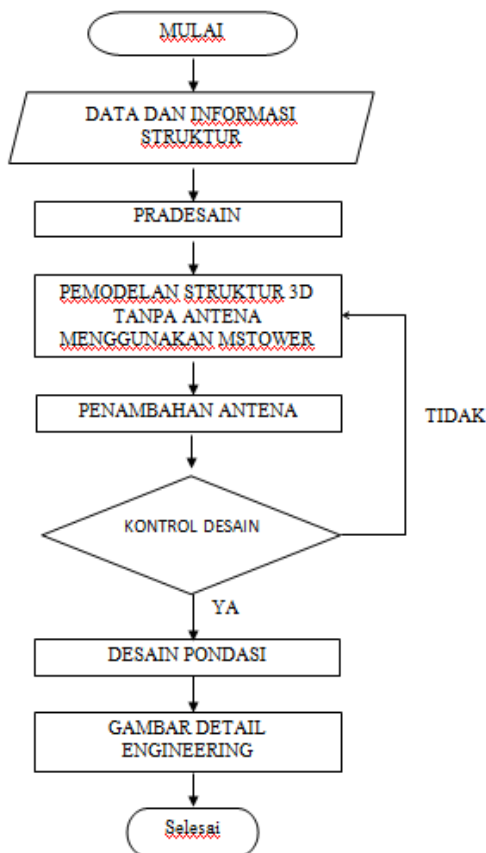 MULAI
DATA DAN INFORMASI
STRUKTUR
PRADESAIN
PEMODELAN STRUKTUR 3D
TANPA ANTENA
MENGGUNAKAN MSTOWER
PENAMBAHAN ANTENA
TIDAK
KONTROL DESAIN
YA
DESAIN PONDASI
GAMBAR DETAIL
ENGINEERING
Selesai